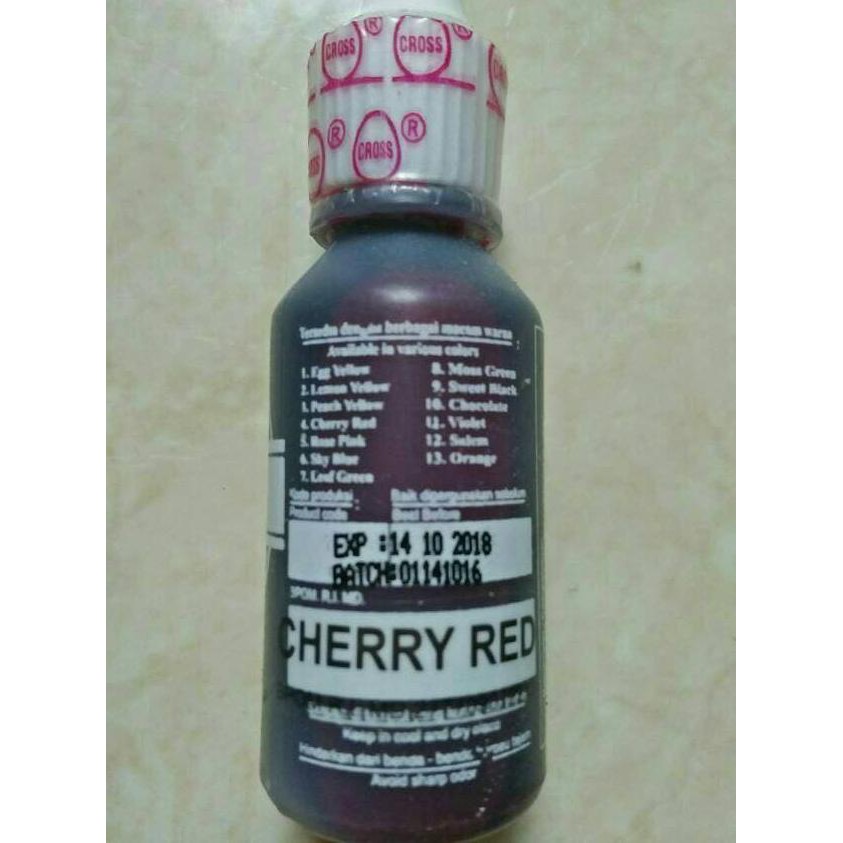 CROSS ® CROSS ®
® CROSS ®
Tersedia dengan berbagai macam warna :
Available in various colors
1. Egg Yellow
2. Lemon Yellow
3. Peach Yellow
4. Cherry Red
5. Rose Pink
6. Sky Blue
7. Leaf Green
8. Moss Green
9. Sweet Black
10. Chocolate
11. Violet
12. Salem
13. Orange
Kode produksi :
Product code
Baik dipergunakan sebelum
Best Before
EXP :14 10 2018
BATCH#:01141016
BPOM. R.I. MD.
CHERRY RED
Keep in cool and dry place
Hindarkan dari benda - benda
Avoid sharp odor